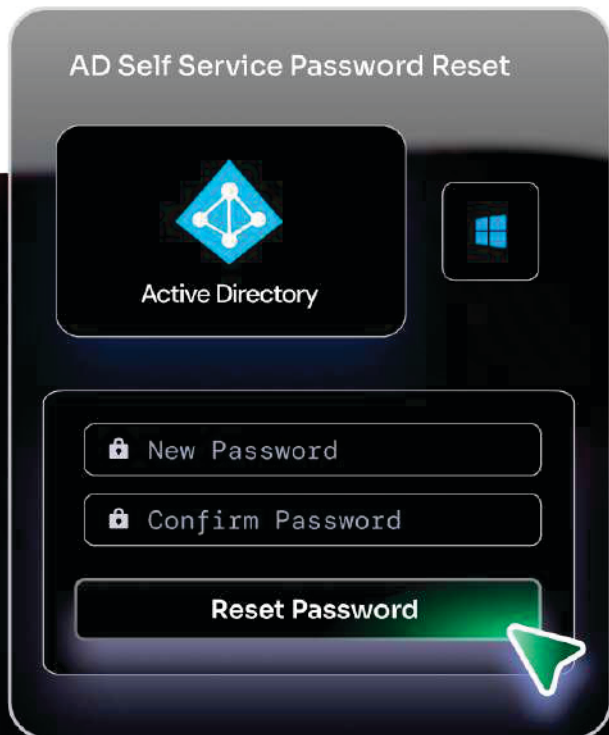 AD Self Service Password Reset
Active Directory
New Password
Confirm Password
Reset Password